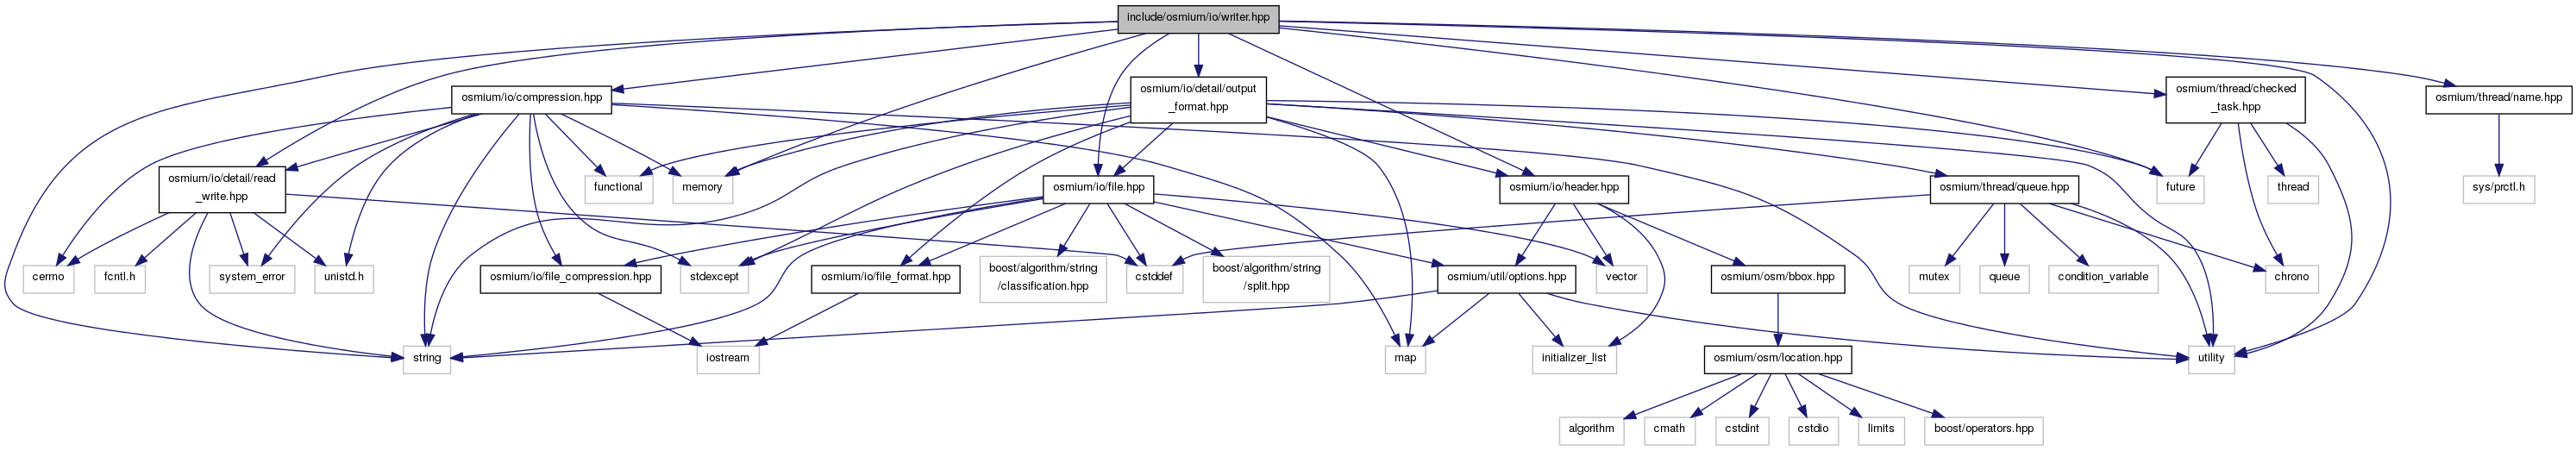 include/osmium/io/writer.hpp
osmium/io/compression.hpp
osmium/io/detail/output
_format.hpp
osmium/thread/checked
_task.hpp
osmium/thread/name.hpp
osmium/io/detail/read
_write.hpp
functional
memory
osmium/io/file.hpp
osmium/io/header.hpp
osmium/thread/queue.hpp
future
thread
sys/prctl.h
cerrno
fcntl.h
system_error
unistd.h
osmium/io/file_compression.hpp
stdexcept
osmium/io/file_format.hpp
boost/algorithm/string
/classification.hpp
cstddef
boost/algorithm/string
/split.hpp
osmium/util/options.hpp
vector
osmium/osm/bbox.hpp
mutex
queue
condition_variable
chrono
string
iostream
map
initializer_list
osmium/osm/location.hpp
utility
algorithm
cmath
cstdint
cstdio
limits
boost/operators.hpp